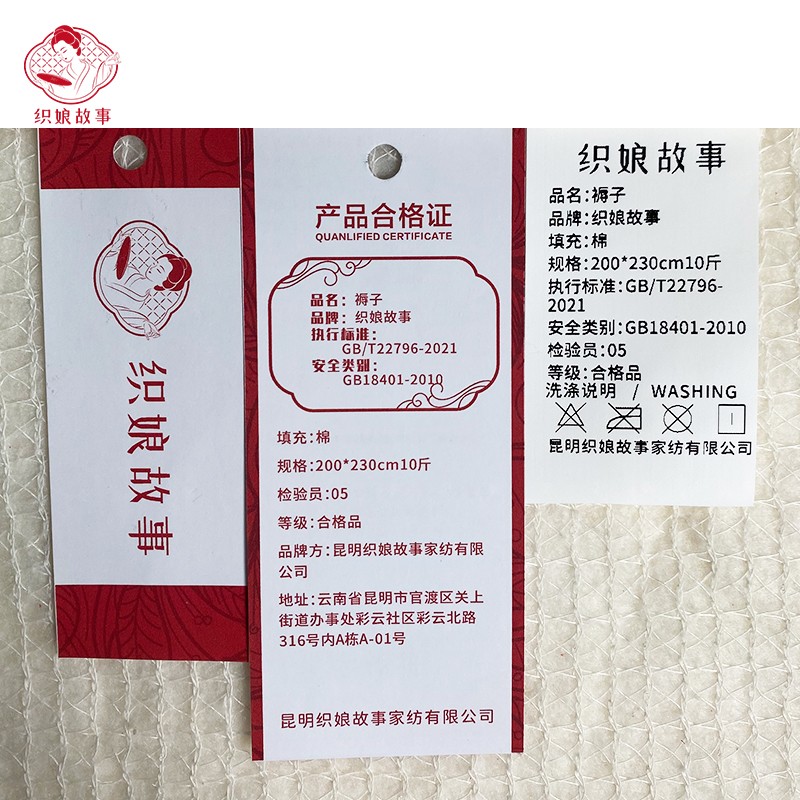 织娘故事
织娘故事
产品合格证
QUANLIFIED CERTIFICATE
品名：褥子
品牌：织娘故事
执行标准：
GB/T22796-2021
安全类别：
GB18401-2010
填充：棉
规格：200*230cm10斤
检验员：05
等级：合格品
品牌方：昆明织娘故事家纺有限
公司
地址：云南省昆明市官渡区关上
街道办事处彩云社区彩云北路
316号内A栋A-01号
昆明织娘故事家纺有限公司
织娘故事
品名：褥子
品牌：织娘故事
填充：棉
规格：200*230cm10斤
执行标准：GB/T22796-
2021
安全类别：GB18401-2010
检验员：05
等级：合格品
洗涤说明 / WASHING
昆明织娘故事家纺有限公司